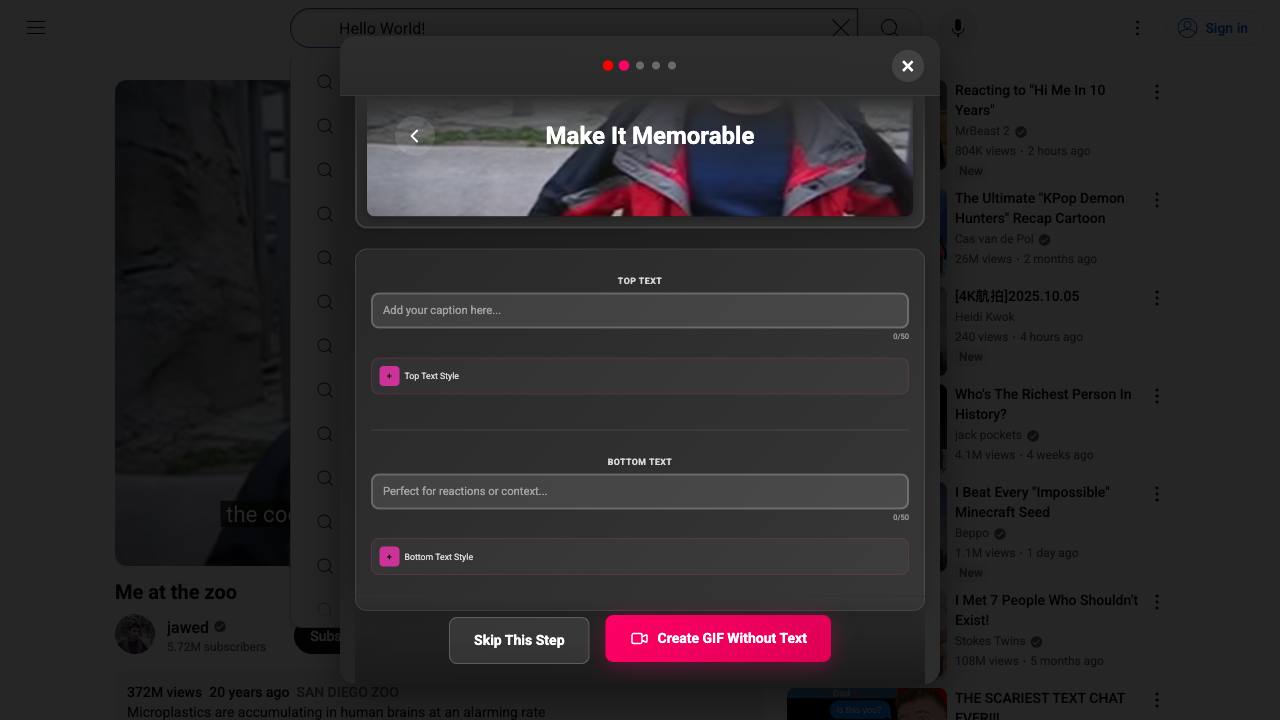 Hello World!
Sign in
Make It Memorable
TOP TEXT
Add your caption here...
0/50
Top Text Style
BOTTOM TEXT
Perfect for reactions or context...
0/50
Bottom Text Style
Skip This Step
Create GIF Without Text
the coo
Me at the zoo
jawed
5.72M subscribers
Subs
372M views 20 years ago SAN DIEGO ZOO
Microplastics are accumulating in human brains at an alarming rate
Reacting to "Hi Me In 10
Years"
MrBeast 2
804K views • 2 hours ago
New
The Ultimate "KPop Demon
Hunters" Recap Cartoon
Cas van de Pol
26M views • 2 months ago
[4K航拍]2025.10.05
Heidi Kwok
240 views • 4 hours ago
New
Who's The Richest Person In
History?
jack pockets
4.1M views • 4 weeks ago
I Beat Every "Impossible"
Minecraft Seed
Beppo
1.1M views • 1 day ago
New
I Met 7 People Who Shouldn't
Exist!
Stokes Twins
108M views • 5 months ago
THE SCARIEST TEXT CHAT
EVER!!!
Dad
is this you?